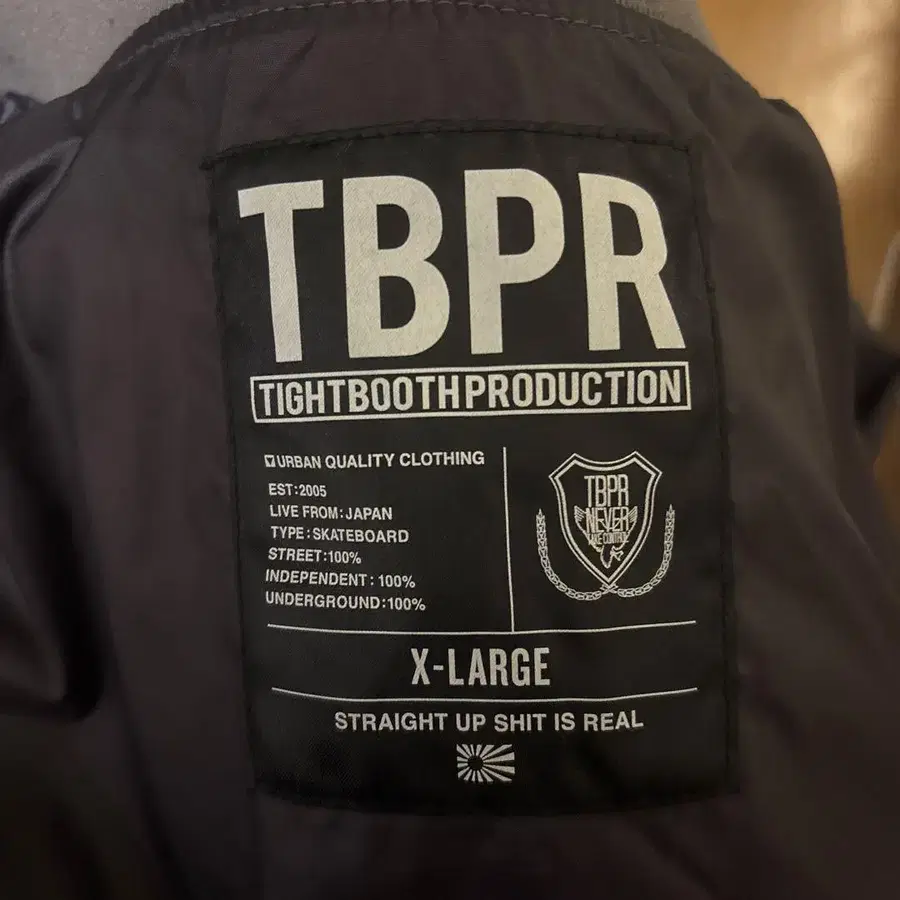 TBPR
TIGHTBOOTHPRODUCTION
URBAN QUALITY CLOTHING
EST:2005
LIVE FROM:JAPAN
TYPE:SKATEBOARD
STREET:100%
INDEPENDENT:100%
UNDERGROUND:100%
TBPR
NEVER
X-LARGE
STRAIGHT UP SHIT IS REAL